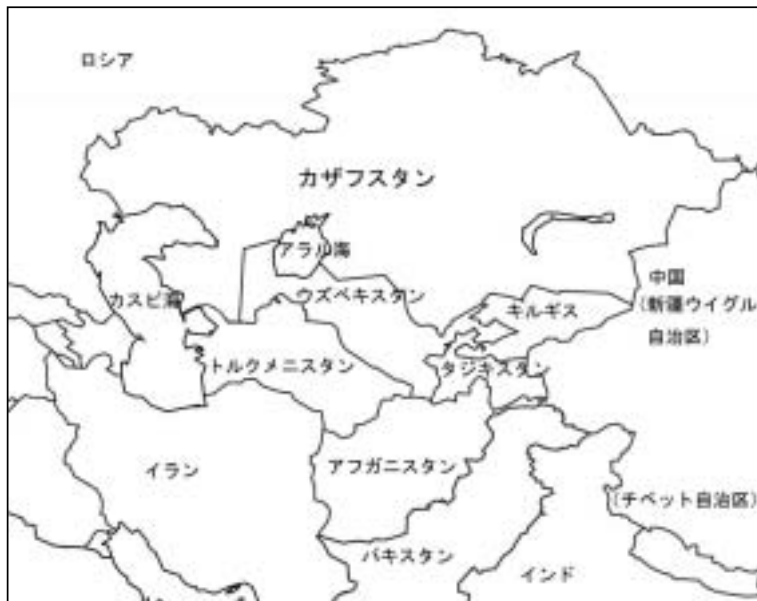 ロシア
カザフスタン
アラル海
カスピ海
ウズベキスタン
中国
(新疆ウイグル
自治区)
キルギス
トルクメニスタン
タジキスタン
イラン
アフガニスタン
(チベット自治区)
パキスタン
インド